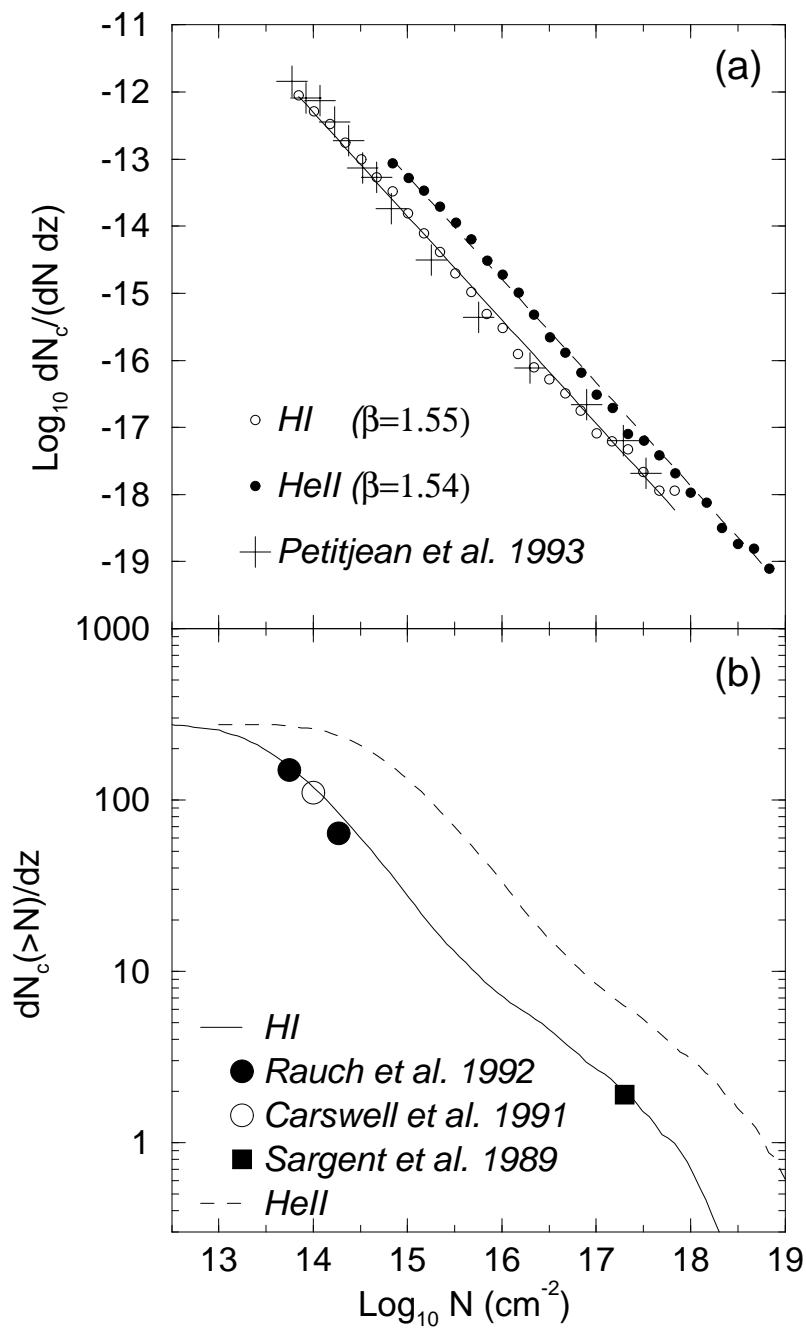 -11
(a)
-12
-13
-14
-15
-16
-17
-18
-19
Log₁₀ dN_c/(dN dz)
HI (β=1.55)
HeII (β=1.54)
Petitjean et al. 1993
1000
(b)
100
10
1
dN_c(>N)/dz
HI
Rauch et al. 1992
Carswell et al. 1991
Sargent et al. 1989
HeII
13 14 15 16 17 18 19
Log₁₀ N (cm⁻²)